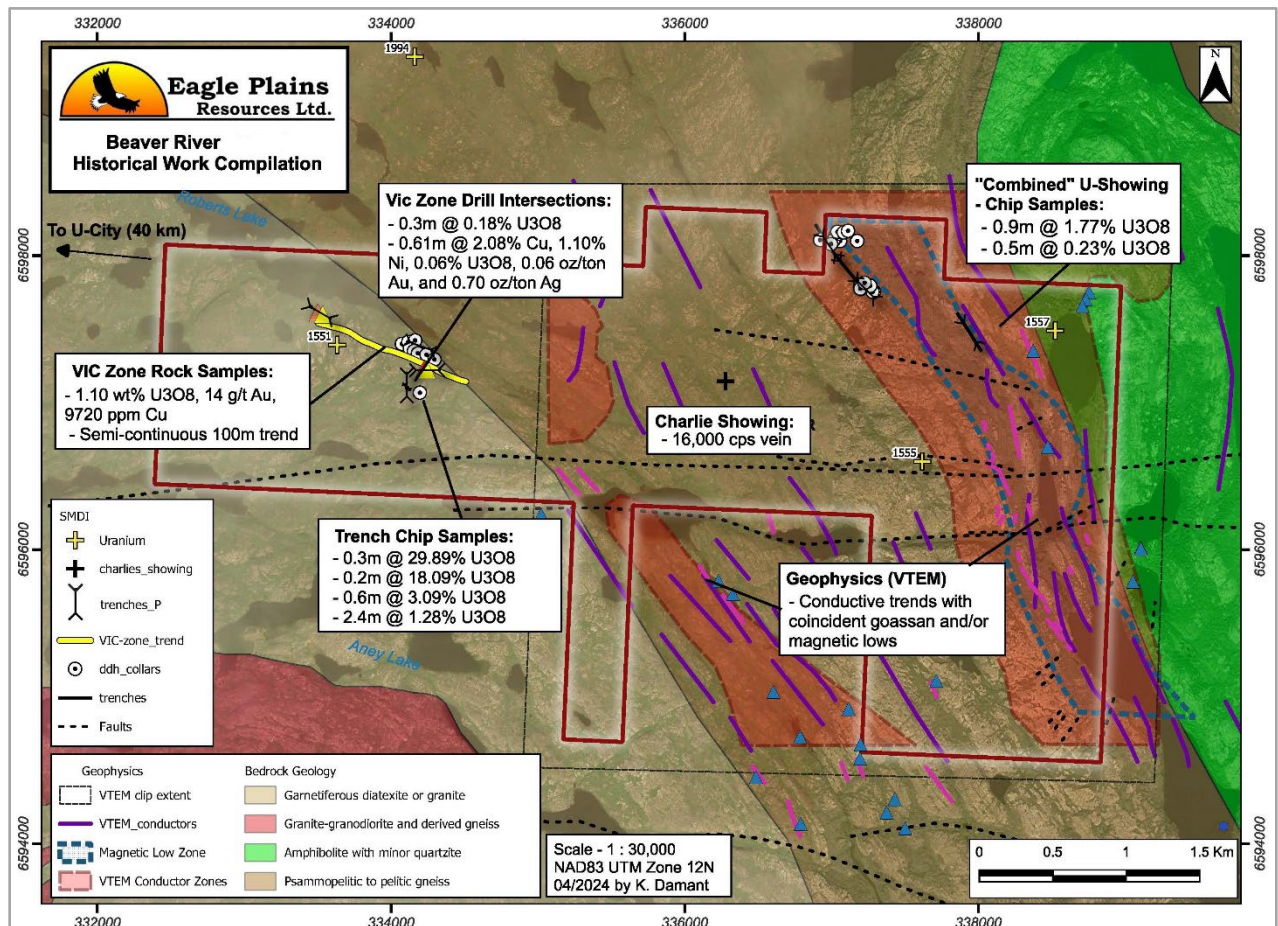 332000
334000
336000
338000
1994
N
Eagle Plains
Resources Ltd.
Beaver River
Historical Work Compilation
Roberts Lake
To U-City (40 km)
6598000
6598000
Vic Zone Drill Intersections:
- 0.3m @ 0.18% U3O8
- 0.61m @ 2.08% Cu, 1.10%
Ni, 0.06% U3O8, 0.06 oz/ton
Au, and 0.70 oz/ton Ag
"Combined" U-Showing
- Chip Samples:
- 0.9m @ 1.77% U3O8
- 0.5m @ 0.23% U3O8
1551
1557
VIC Zone Rock Samples:
- 1.10 wt% U3O8, 14 g/t Au,
9720 ppm Cu
- Semi-continuous 100m trend
Charlie Showing:
- 16,000 cps vein
1555
6596000
6596000
Trench Chip Samples:
- 0.3m @ 29.89% U3O8
- 0.2m @ 18.09% U3O8
- 0.6m @ 3.09% U3O8
- 2.4m @ 1.28% U3O8
Geophysics (VTEM)
- Conductive trends with
coincident goassan and/or
magnetic lows
Aney Lake
SMDI
Uranium
charlies_showing
trenches_P
VIC-zone_trend
ddh_collars
trenches
Faults
Geophysics
VTEM clip extent
VTEM_conductors
Magnetic Low Zone
VTEM Conductor Zones
Bedrock Geology
Garnetiferous diatexite or granite
Granite-granodiorite and derived gneiss
Amphibolite with minor quartzite
Psammopelitic to pelitic gneiss
Scale - 1 : 30,000
NAD83 UTM Zone 12N
04/2024 by K. Damant
0 0.5 1 1.5 Km
6594000
6594000
332000
334000
336000
338000